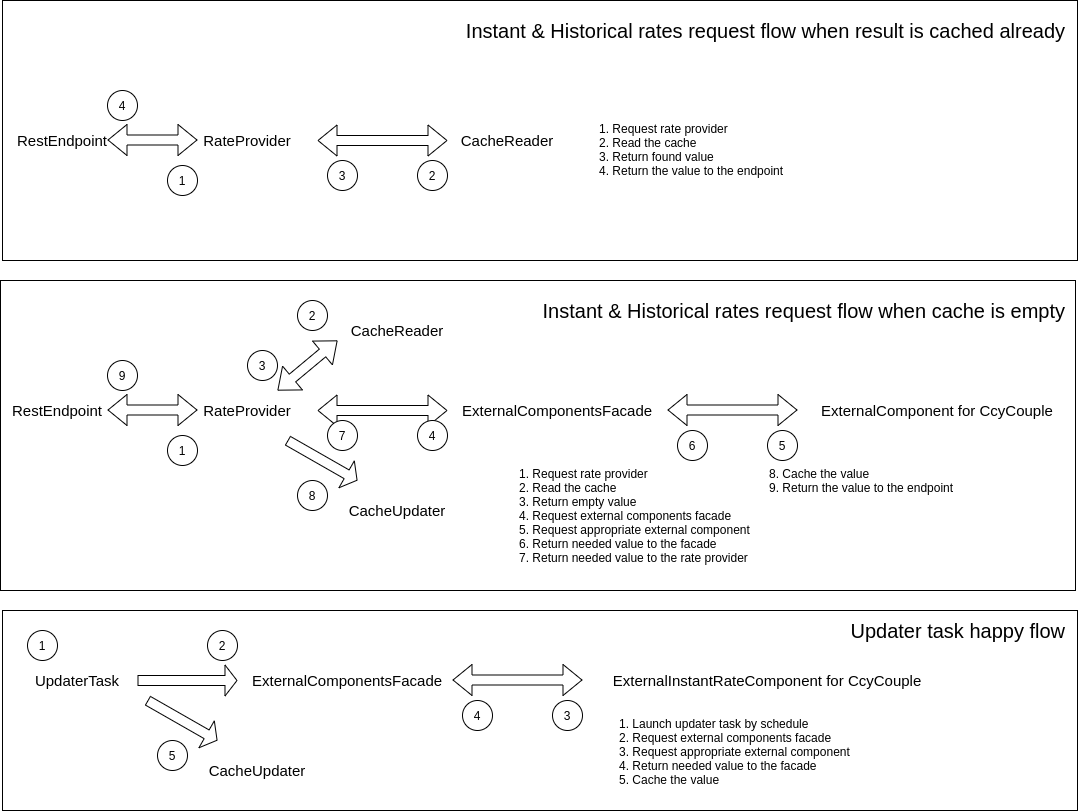 Instant & Historical rates request flow when result is cached already
4
RestEndpoint
RateProvider
CacheReader
1
3
2
1. Request rate provider
2. Read the cache
3. Return found value
4. Return the value to the endpoint
Instant & Historical rates request flow when cache is empty
2
CacheReader
3
9
RestEndpoint
RateProvider
ExternalComponentsFacade
ExternalComponent for CcyCouple
1
7
4
6
5
8
CacheUpdater
1. Request rate provider
2. Read the cache
3. Return empty value
4. Request external components facade
5. Request appropriate external component
6. Return needed value to the facade
7. Return needed value to the rate provider
8. Cache the value
9. Return the value to the endpoint
Updater task happy flow
1
2
UpdaterTask
ExternalComponentsFacade
ExternalInstantRateComponent for CcyCouple
4
3
5
CacheUpdater
1. Launch updater task by schedule
2. Request external components facade
3. Request appropriate external component
4. Return needed value to the facade
5. Cache the value